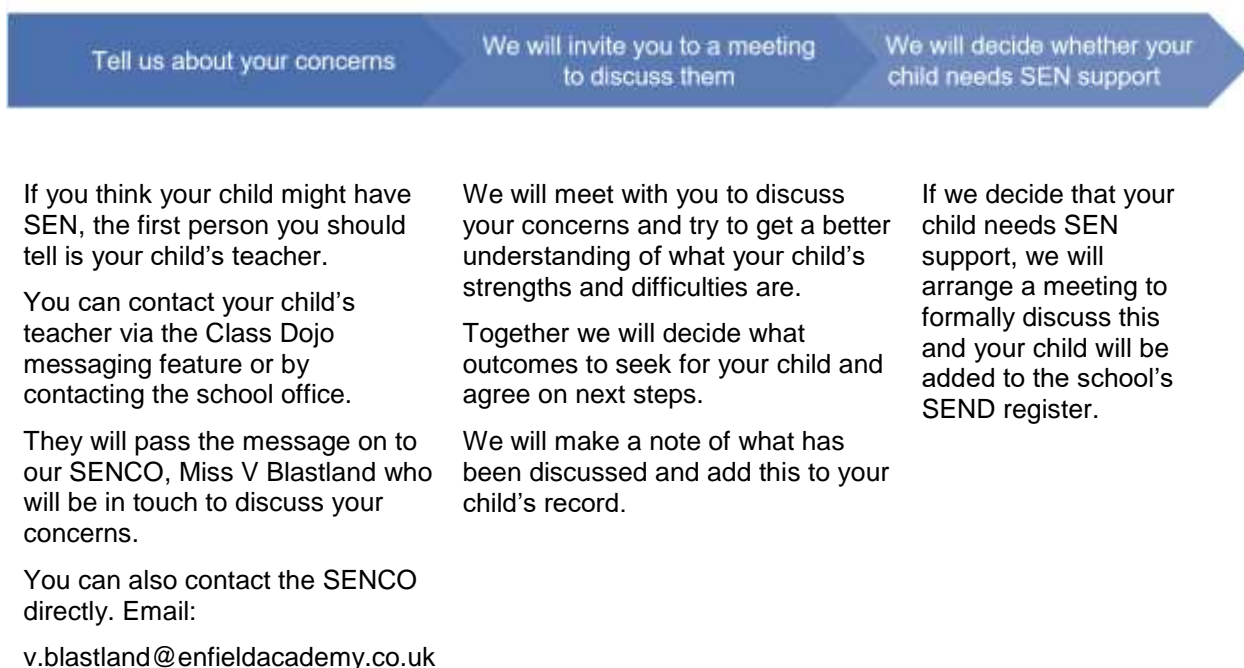 Tell us about your concerns
We will invite you to a meeting
to discuss them
We will decide whether your
child needs SEN support
If you think your child might have
SEN, the first person you should
tell is your child's teacher.
You can contact your child's
teacher via the Class Dojo
messaging feature or by
contacting the school office.
They will pass the message on to
our SENCO, Miss V Blastland who
will be in touch to discuss your
concerns.
You can also contact the SENCO
directly. Email:
v.blastland@enfieldacademy.co.uk
We will meet with you to discuss
your concerns and try to get a better
understanding of what your child's
strengths and difficulties are.
Together we will decide what
outcomes to seek for your child and
agree on next steps.
We will make a note of what has
been discussed and add this to your
child's record.
If we decide that your
child needs SEN
support, we will
arrange a meeting to
formally discuss this
and your child will be
added to the school's
SEND register.